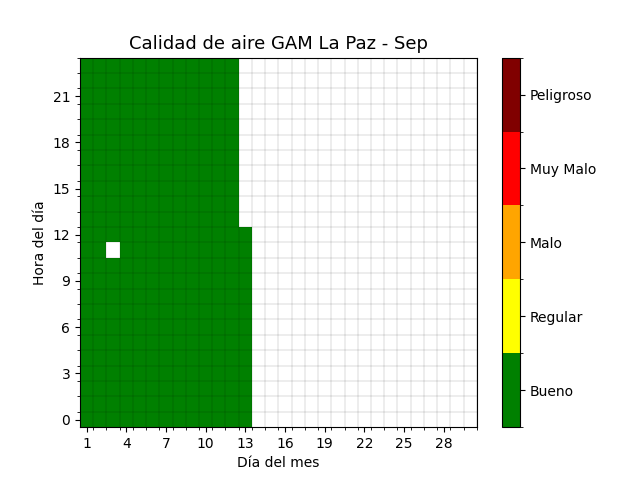 Calidad de aire GAM La Paz - Sep
21
18
15
12
9
6
3
0
Hora del día
1 4 7 10 13 16 19 22 25 28
Día del mes
Peligroso
Muy Malo
Malo
Regular
Bueno